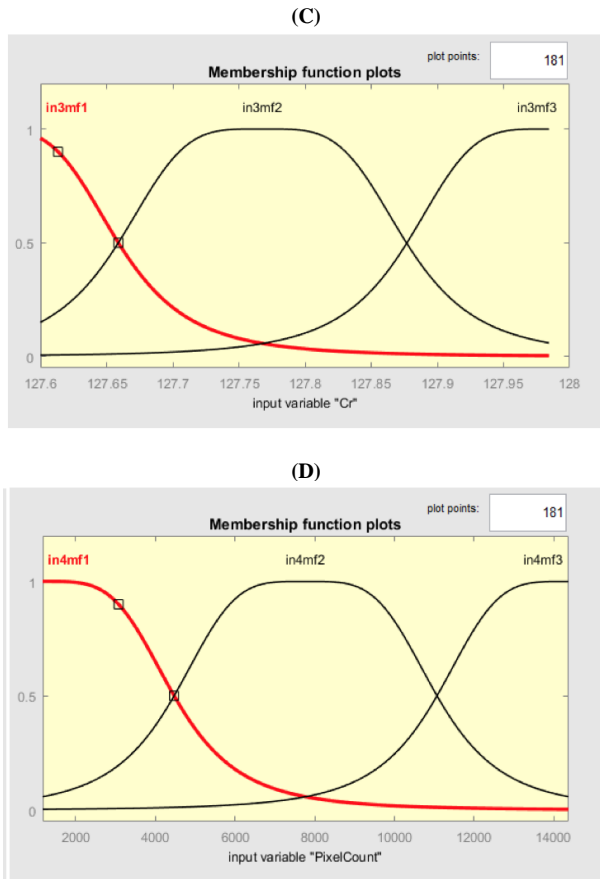 (C)
plot points: 181
Membership function plots
in3mf1 in3mf2 in3mf3
1
0.5
0
127.6 127.65 127.7 127.75 127.8 127.85 127.9 127.95 128
input variable "Cr"
(D)
plot points: 181
Membership function plots
in4mf1 in4mf2 in4mf3
1
0.5
0
2000 4000 6000 8000 10000 12000 14000
input variable "PixelCount"